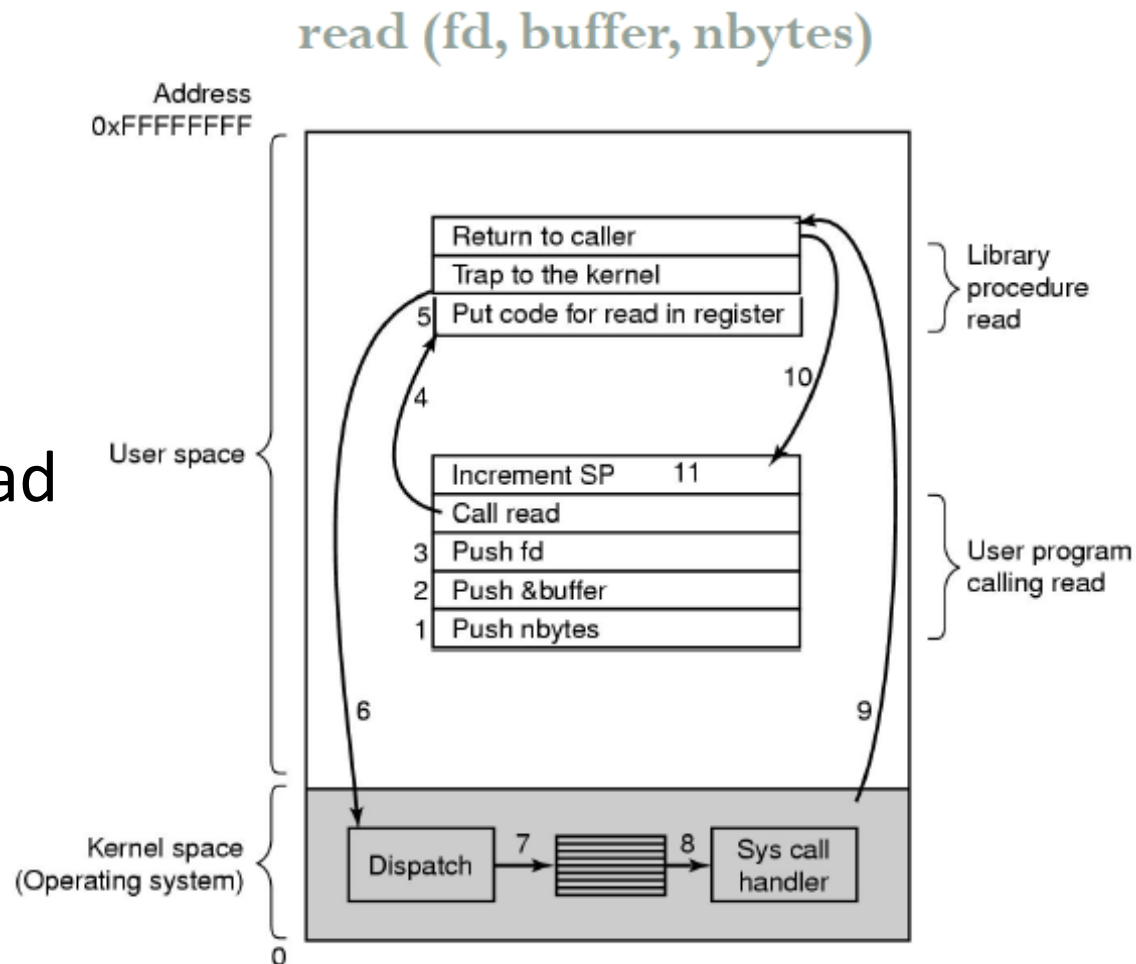 read (fd, buffer, nbytes)
Address
0xFFFFFFFF
Return to caller
Trap to the kernel
5 Put code for read in register
Library
procedure
read
10
4
User space
ad
Increment SP 11
Call read
3 Push fd
2 Push &buffer
1 Push nbytes
User program
calling read
6
9
Kernel space
(Operating system)
Dispatch
7
8
Sys call
handler
0